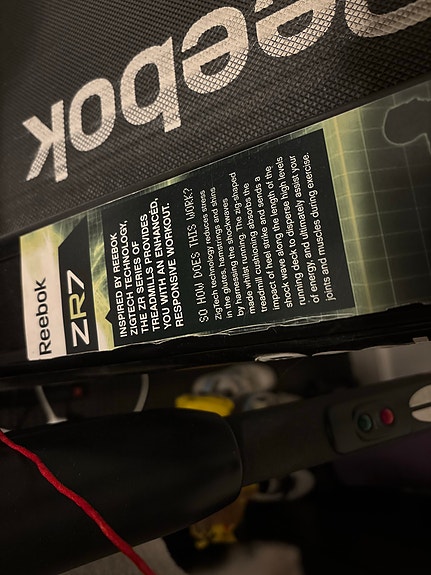 Reebok
Reebok
ZR7
INSPIRED BY REEBOK
ZIGTECH TECHNOLOGY,
THE ZR SERIES OF
TREADMILLS PROVIDES
YOU WITH AN ENHANCED,
RESPONSIVE WORKOUT.
SO HOW DOES THIS WORK?
Zigtech technology reduces stress
in the glutes, hamstrings and shins
by harnessing the shockwaves
made whilst running. The zig-shaped
treadmill cushioning absorbs the
impact of heel strike and sends a
shock wave along the length of the
running deck to disperse high levels
of energy and ultimately assist your
joints and muscles during exercise.